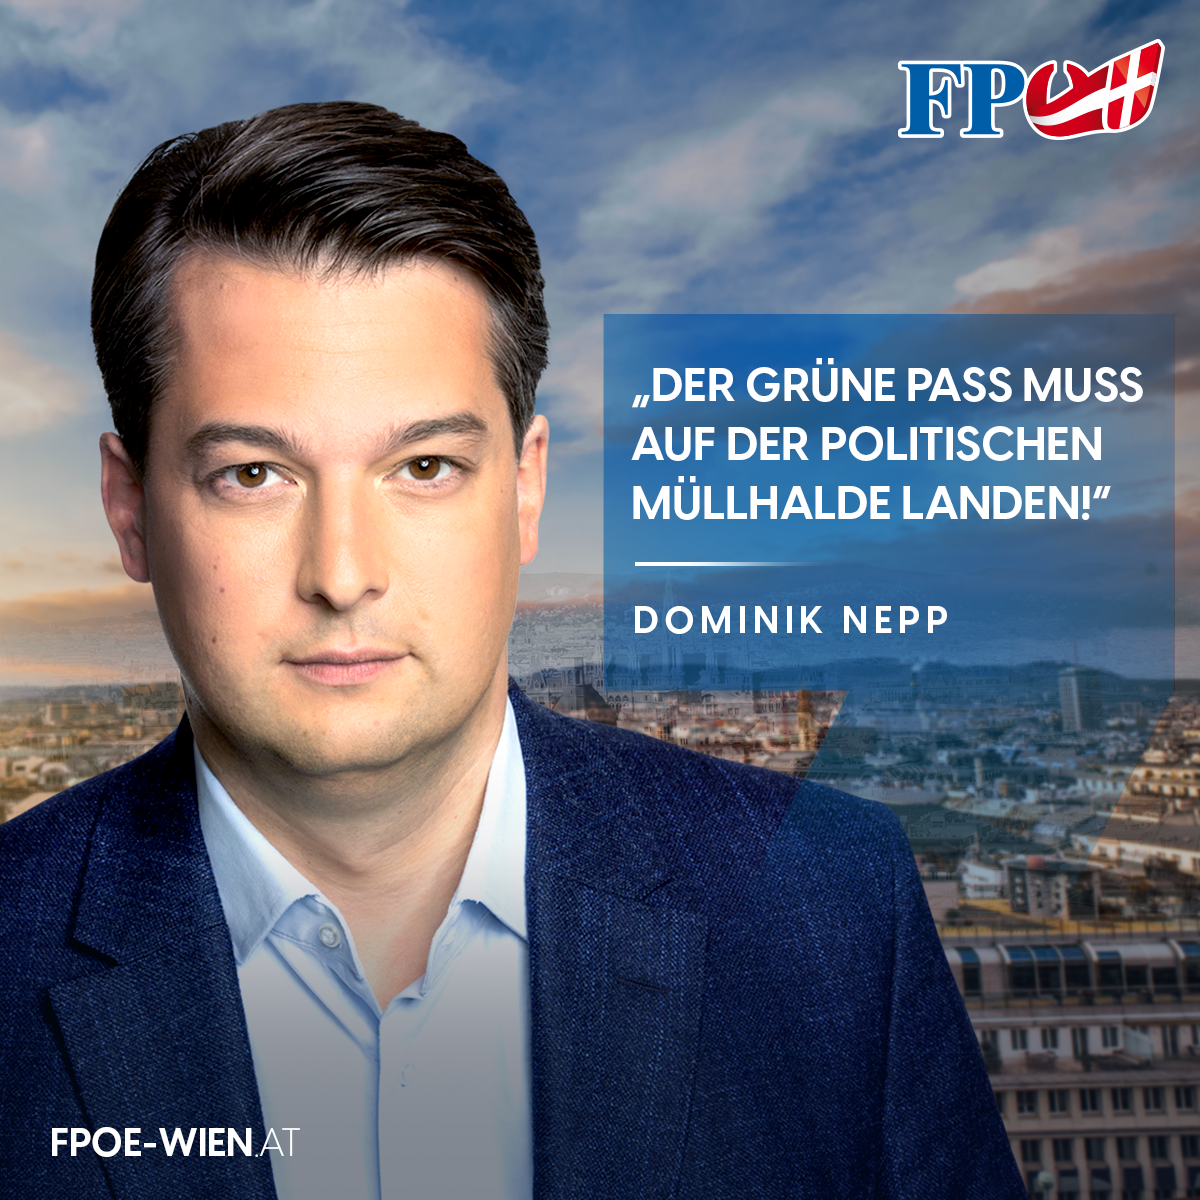 FPÖ
„DER GRÜNE PASS MUSS
AUF DER POLITISCHEN
MÜLLHALDE LANDEN!“
DOMINIK NEPP
FPOE-WIEN.AT